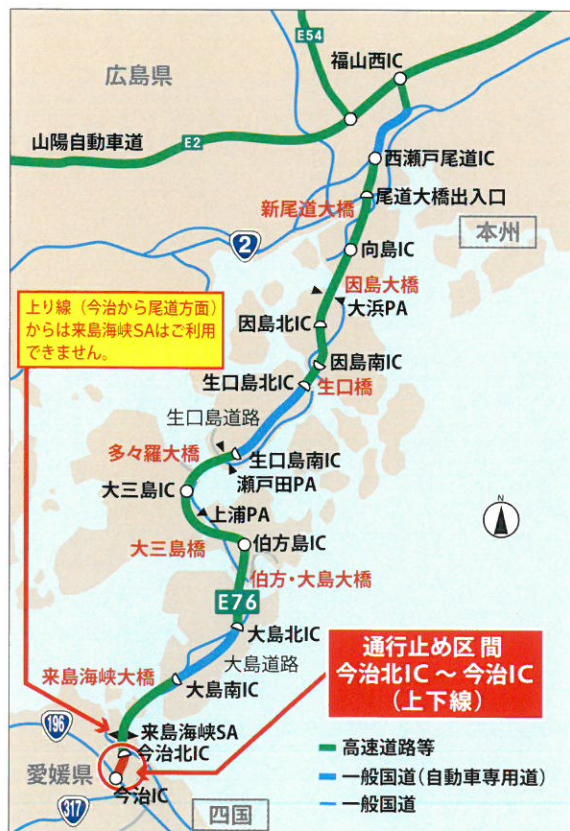 E54
福山西IC
広島県
山陽自動車道
E2
西瀬戸尾道IC
尾道大橋出入口
新尾道大橋
2
本州
向島IC
因島大橋
大浜PA
上り線（今治から尾道方面）
からは来島海峡SAはご利用
できません。
因島北IC
因島南IC
生口島北IC
生口橋
生口島道路
多々羅大橋
生口島南IC
瀬戸田PA
大三島IC
上浦PA
N
大三島橋
伯方島IC
伯方・大島大橋
E76
大島北IC
大島道路
通行止め区間
今治北IC ～ 今治IC
（上下線）
来島海峡大橋
大島南IC
196
来島海峡SA
今治北IC
愛媛県
今治IC
317
四国
高速道路等
一般国道(自動車専用道)
一般国道